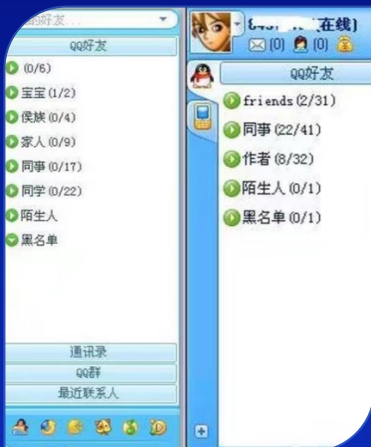 的好友...
QQ好友
(0/6)
宝宝(1/2)
侯族(0/4)
家人(0/9)
同事(0/17)
同学(0/22)
陌生人
黑名单
通讯录
QQ群
最近联系人
(在线)
(0) (0)
QQ好友
friends(2/31)
同事(22/41)
作者(8/32)
陌生人(0/1)
黑名单(0/1)